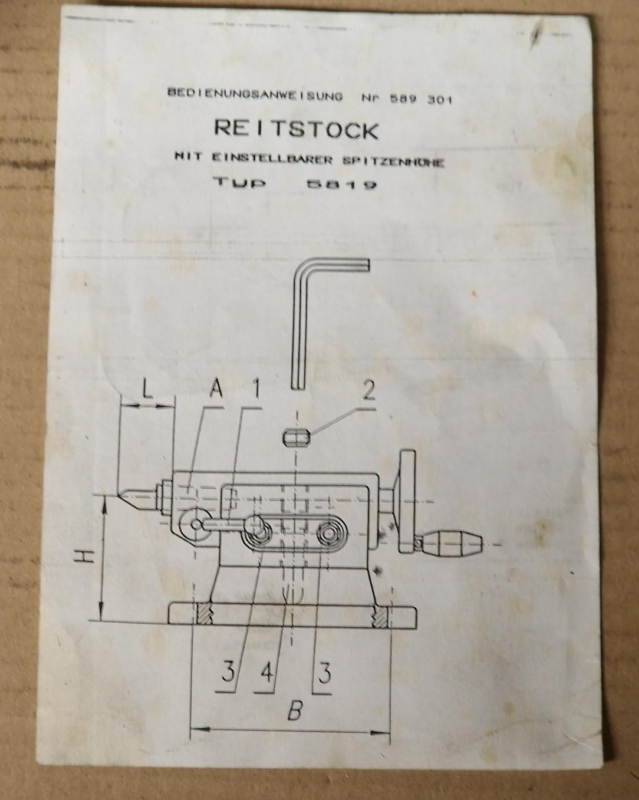 BEDIENUNGSANWEISUNG Nr 589 301
REITSTOCK
MIT EINSTELLBARER SPITZENHÖHE
Typ 5819
L A 1 2
H
3 4 3
B